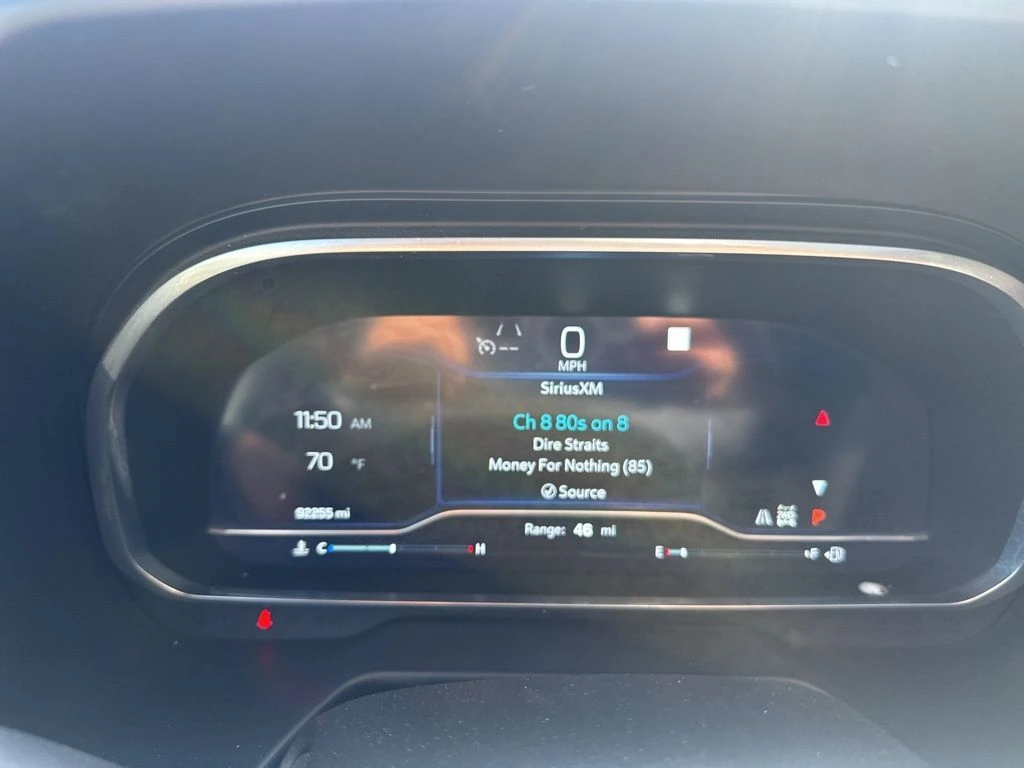 0
MPH
SiriusXM
Ch 8 80s on 8
Dire Straits
Money For Nothing (85)
Source
11:50 AM
70 °F
92255 mi
Range: 46 mi
C H
E F
2WD
P